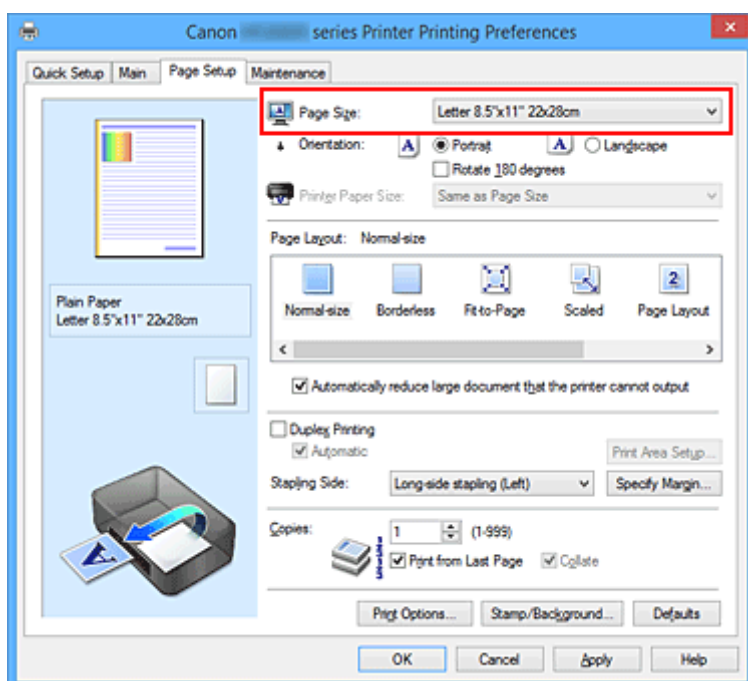 Canon series Printer Printing Preferences
Quick Setup Main Page Setup Maintenance
Page Size: Letter 8.5"x11" 22x28cm
Orientation: A Portrait A Landscape
Rotate 180 degrees
Printer Paper Size: Same as Page Size
Page Layout: Normal-size
2
Normal-size Borderless Fit-to-Page Scaled Page Layout
Plain Paper
Letter 8.5"x11" 22x28cm
Automatically reduce large document that the printer cannot output
Duplex Printing
Automatic Print Area Setup...
Stapling Side: Long-side stapling (Left) Specify Margin...
Copies: 1 (1-999)
Print from Last Page Collate
Print Options... Stamp/Background... Defaults
OK Cancel Apply Help